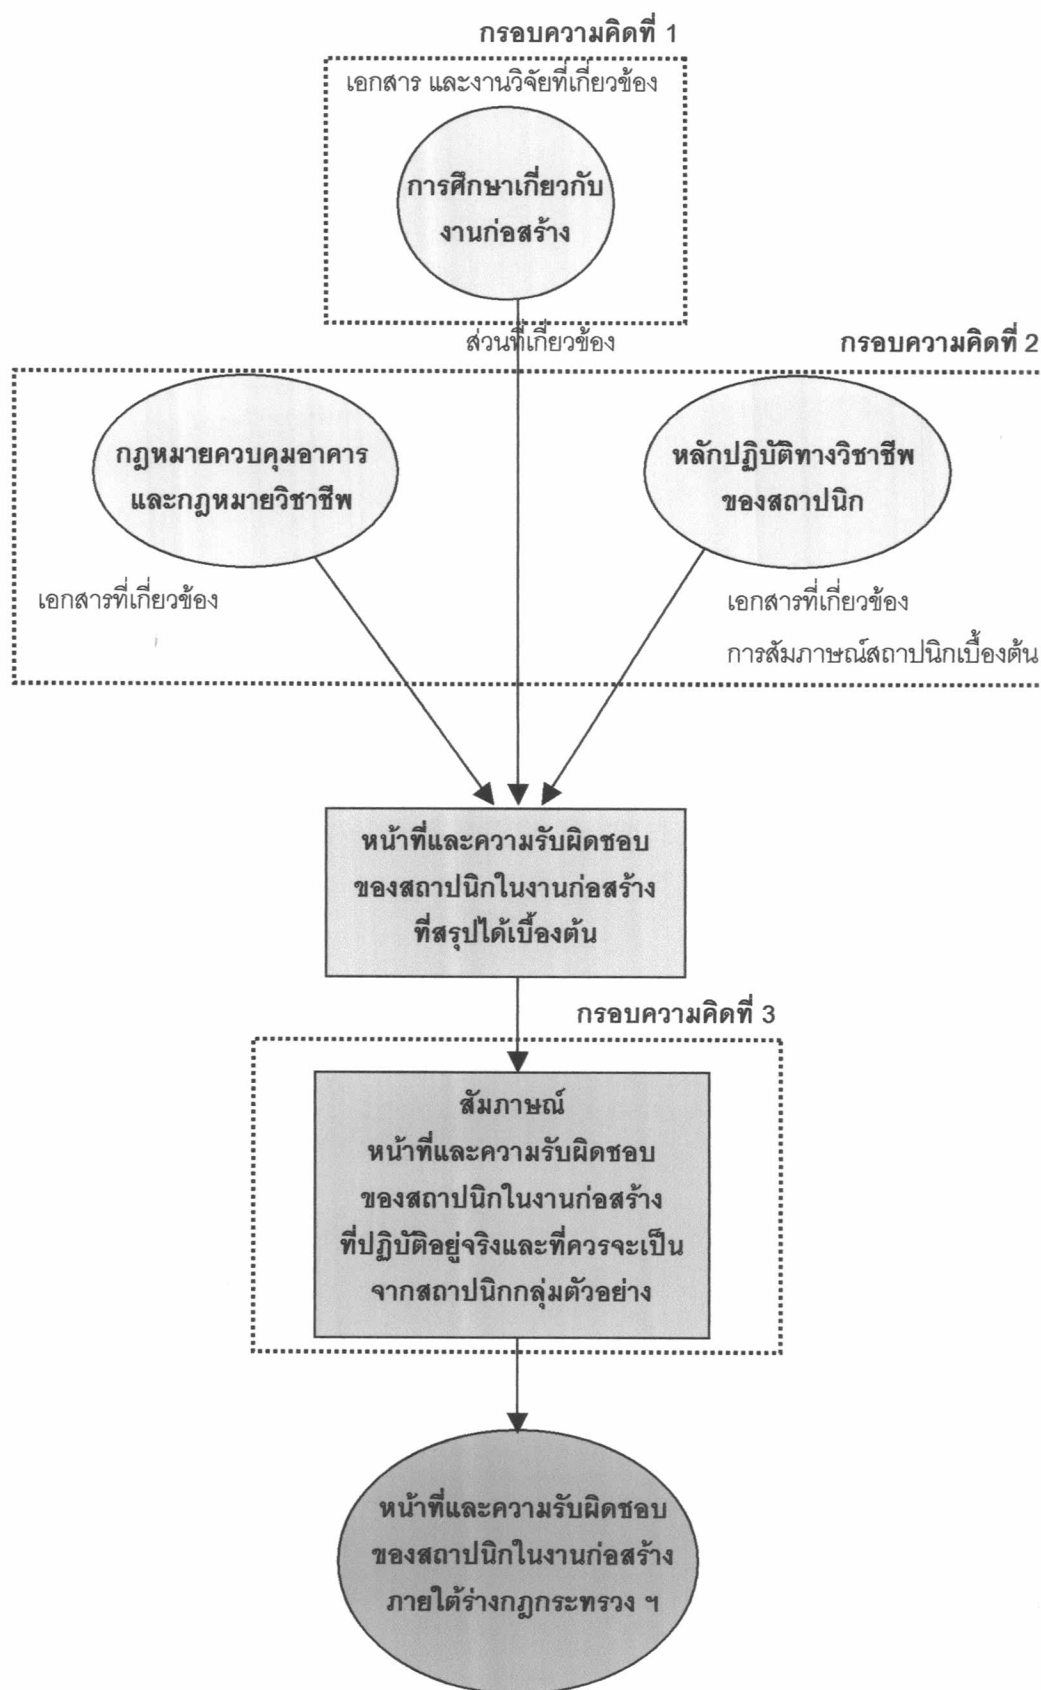 กรอบความคิดที่ 1
เอกสาร และงานวิจัยที่เกี่ยวข้อง
การศึกษาเกี่ยวกับ
งานก่อสร้าง
ส่วนที่เกี่ยวข้อง
กรอบความคิดที่ 2
กฎหมายควบคุมอาคาร
และกฎหมายวิชาชีพ
เอกสารที่เกี่ยวข้อง
หลักปฏิบัติทางวิชาชีพ
ของสถาปนิก
เอกสารที่เกี่ยวข้อง
การสัมภาษณ์สถาปนิกเบื้องต้น
หน้าที่และความรับผิดชอบ
ของสถาปนิกในงานก่อสร้าง
ที่สรุปได้เบื้องต้น
กรอบความคิดที่ 3
สัมภาษณ์
หน้าที่และความรับผิดชอบ
ของสถาปนิกในงานก่อสร้าง
ที่ปฏิบัติอยู่จริงและที่ควรจะเป็น
จากสถาปนิกกลุ่มตัวอย่าง
หน้าที่และความรับผิดชอบ
ของสถาปนิกในงานก่อสร้าง
ภายใต้ร่างกฎกระทรวง ฯ